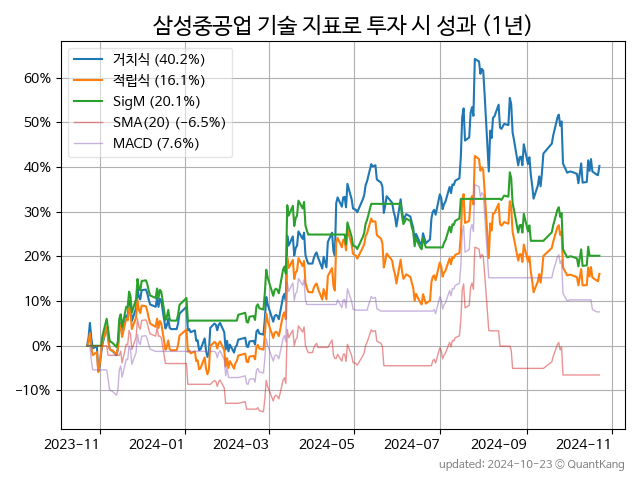 삼성중공업 기술 지표로 투자 시 성과 (1년)
거치식 (40.2%)
적립식 (16.1%)
SigM (20.1%)
SMA(20) (−6.5%)
MACD (7.6%)
60%
50%
40%
30%
20%
10%
0%
−10%
2023−11 2024−01 2024−03 2024−05 2024−07 2024−09 2024−11
updated: 2024-10-23 © QuantKang